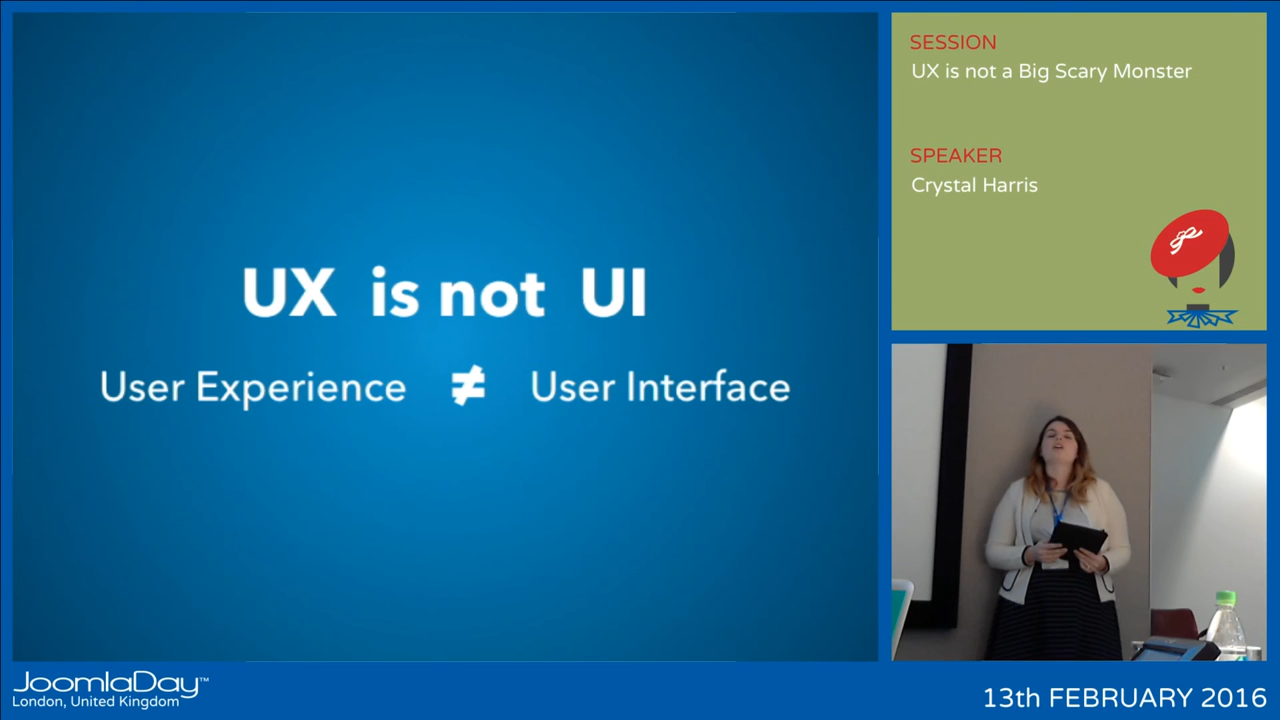 UX is not UI
User Experience ≠ User Interface
SESSION
UX is not a Big Scary Monster
SPEAKER
Crystal Harris
JoomlaDay™
London, United Kingdom
13th FEBRUARY 2016